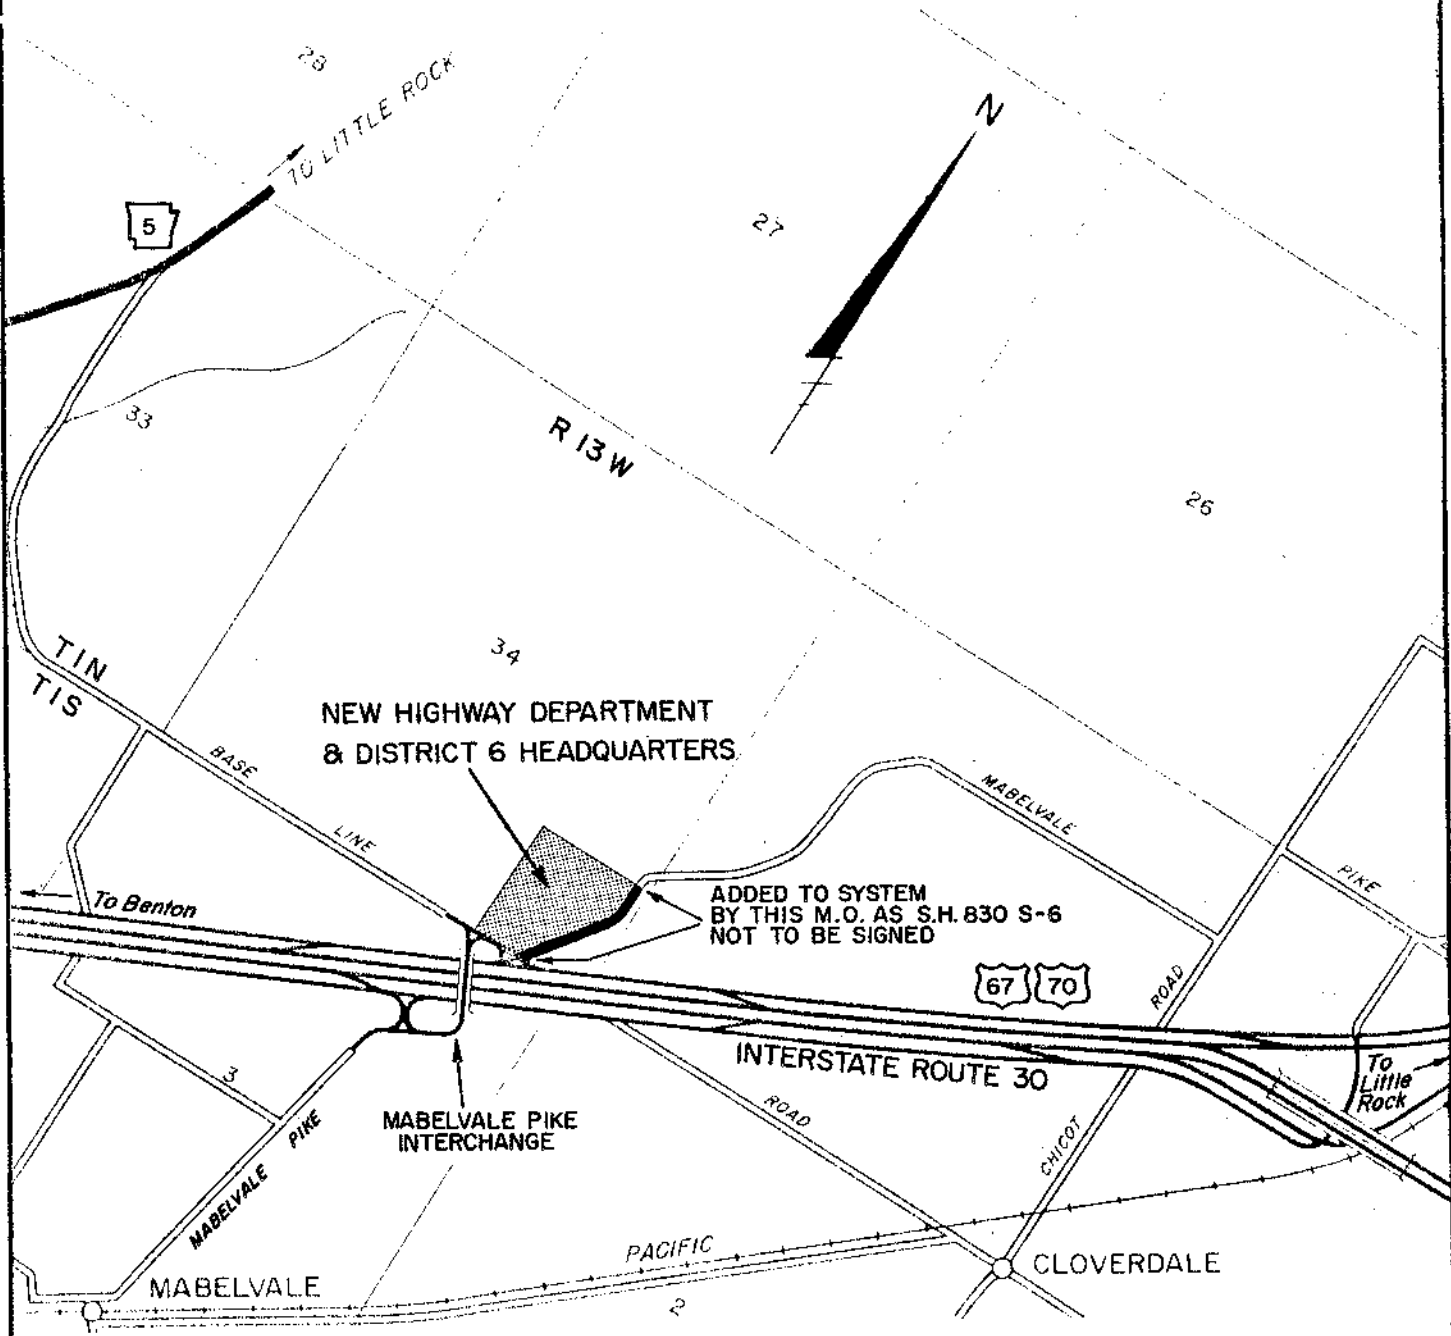 28
TO LITTLE ROCK
N
5
27
33
R 13 W
26
T1N
T1S
34
NEW HIGHWAY DEPARTMENT
& DISTRICT 6 HEADQUARTERS
BASE
LINE
MABELVALE
PIKE
To Benton
ADDED TO SYSTEM
BY THIS M.O. AS S.H. 830 S-6
NOT TO BE SIGNED
67 70
ROAD
INTERSTATE ROUTE 30
To
Little
Rock
3
MABELVALE PIKE
INTERCHANGE
ROAD
CHICOT
MABELVALE PIKE
PACIFIC
MABELVALE
CLOVERDALE
2